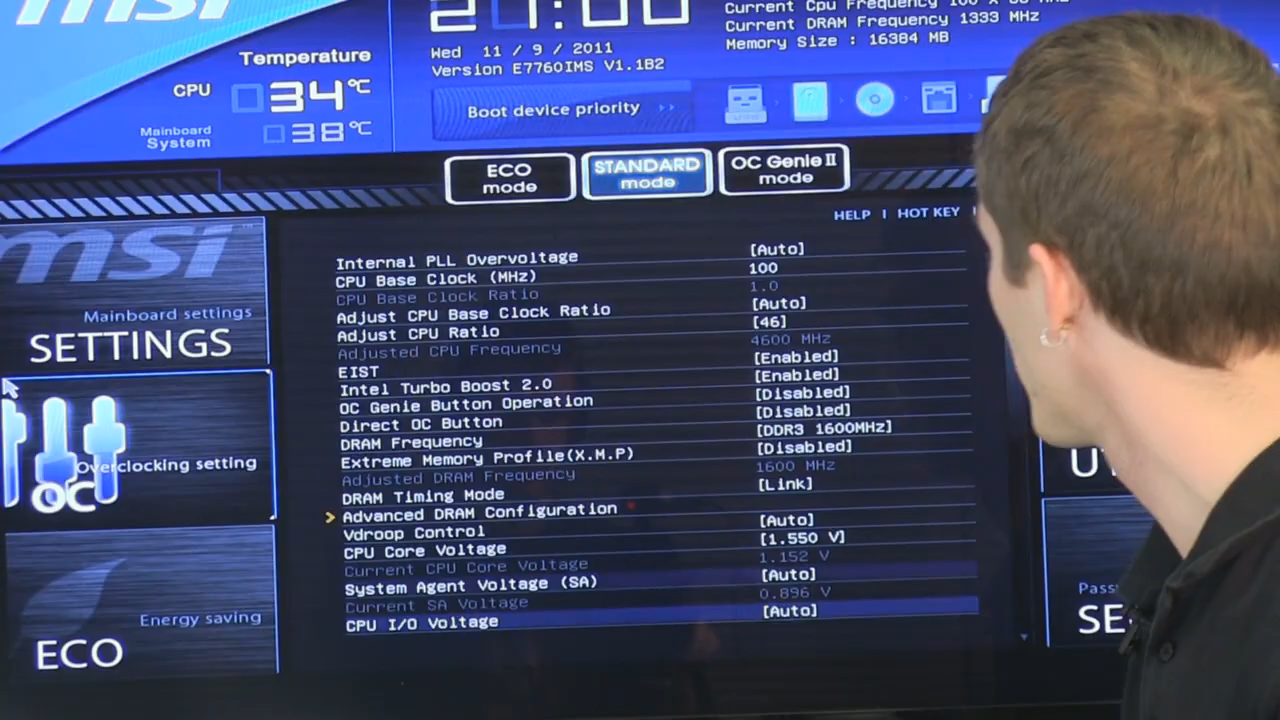 msi
Temperature
CPU 34°C
Mainboard
System 38°C
Wed 11 / 9 / 2011
Version E7760IMS V1.1B2
Current Cpu Frequency 100 x
Current DRAM Frequency 1333 MHz
Memory Size : 16384 MB
Boot device priority
ECO
mode
STANDARD
mode
OC Genie II
mode
HELP | HOT KEY
msi
Mainboard settings
SETTINGS
Overclocking setting
OC
Energy saving
ECO
Internal PLL Overvoltage [Auto]
CPU Base Clock (MHz) 100
CPU Base Clock Ratio 1.0
Adjust CPU Base Clock Ratio [Auto]
Adjust CPU Ratio [46]
Adjusted CPU Frequency 4600 MHz
EIST [Enabled]
Intel Turbo Boost 2.0 [Enabled]
OC Genie Button Operation [Disabled]
Direct OC Button [Disabled]
DRAM Frequency [DDR3 1600MHz]
Extreme Memory Profile(X.M.P) [Disabled]
Adjusted DRAM Frequency 1600 MHz
DRAM Timing Mode [Link]
Advanced DRAM Configuration
Vdroop Control [Auto]
CPU Core Voltage [1.550 V]
Current CPU Core Voltage 1.152 V
System Agent Voltage (SA) [Auto]
Current SA Voltage 0.896 V
CPU I/O Voltage [Auto]